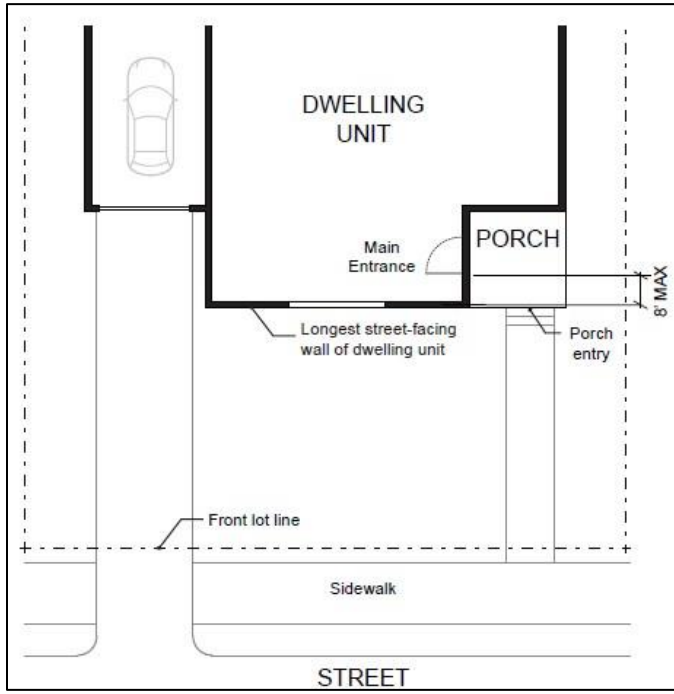 DWELLING
UNIT
Main
Entrance
PORCH
8' MAX
Longest street-facing
wall of dwelling unit
Porch
entry
Front lot line
Sidewalk
STREET